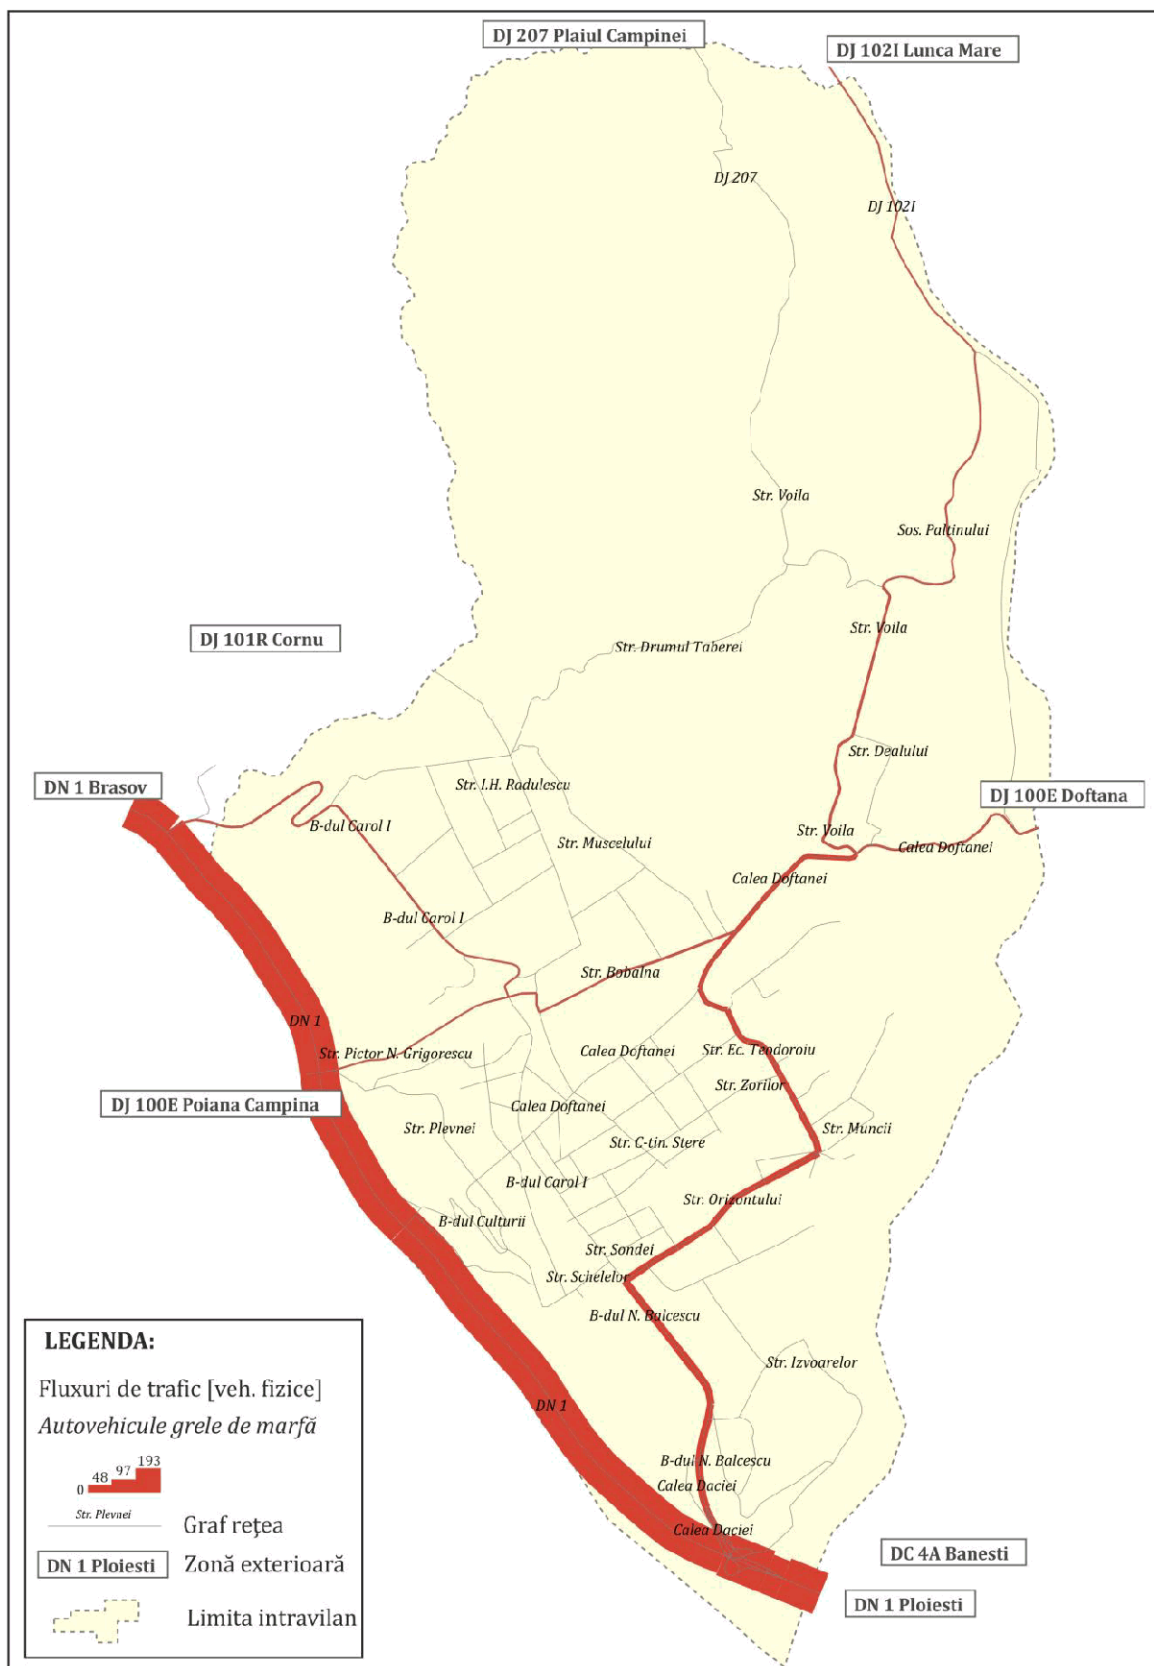 DJ 207 Plaiul Campinei
DJ 102I Lunca Mare
DJ 207
DJ 102I
Str. Voila
Sos. Paltinului
Str. Voila
DJ 101R Cornu
Str. Drumul Taberei
Str. Dealului
DN 1 Brasov
Str. I.H. Radulescu
DJ 100E Doftana
B-dul Carol I
Str. Voila
Str. Muscelului
Calea Doftanei
Calea Doftanei
B-dul Carol I
Str. Bobalna
DN 1
Str. Pictor N. Grigorescu
Calea Doftanei
Str. Ec. Teodoroiu
Str. Zorilor
DJ 100E Poiana Campina
Calea Doftanei
Str. Plevnei
Str. Muncii
Str. C-tin. Stere
B-dul Carol I
Str. Orizontului
B-dul Culturii
Str. Sondei
Str. Schelelor
B-dul N. Balcescu
Str. Izvoarelor
DN 1
B-dul N. Balcescu
Calea Daciei
Calea Daciei
DC 4A Banesti
DN 1 Ploiesti
LEGENDA:
Fluxuri de trafic [veh. fizice]
Autovehicule grele de marfă
0 48 97 193
Str. Plevnei
Graf rețea
DN 1 Ploiesti Zonă exterioară
Limita intravilan